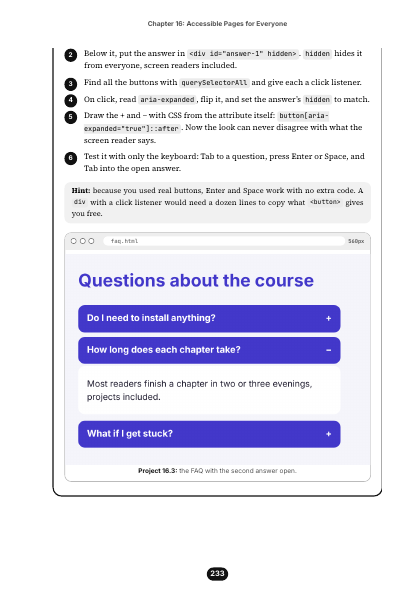 Chapter 16: Accessible Pages for Everyone
2 Below it, put the answer in <div id="answer-1" hidden>. hidden hides it
from everyone, screen readers included.
3 Find all the buttons with querySelectorAll and give each a click listener.
4 On click, read aria-expanded, flip it, and set the answer's hidden to match.
5 Draw the + and − with CSS from the attribute itself: button[aria-
expanded="true"]::after. Now the look can never disagree with what the
screen reader says.
6 Test it with only the keyboard: Tab to a question, press Enter or Space, and
Tab into the open answer.
Hint: because you used real buttons, Enter and Space work with no extra code. A
div with a click listener would need a dozen lines to copy what <button> gives
you free.
faq.html 560px
Questions about the course
Do I need to install anything? +
How long does each chapter take? −
Most readers finish a chapter in two or three evenings,
projects included.
What if I get stuck? +
Project 16.3: the FAQ with the second answer open.
233